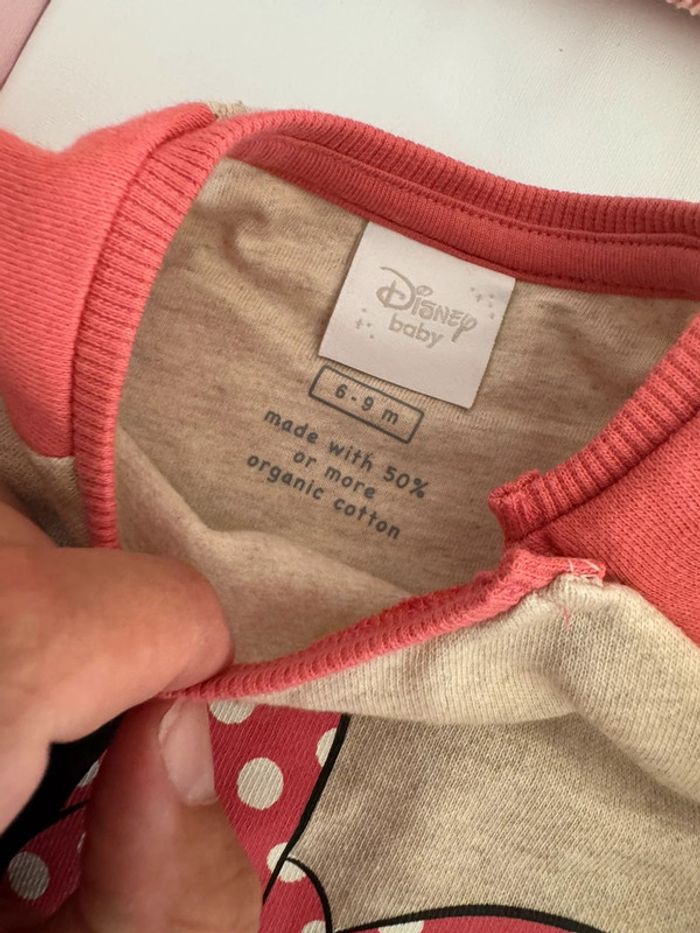 Disney
baby
6-9 m
made with 50%
or more
organic cotton